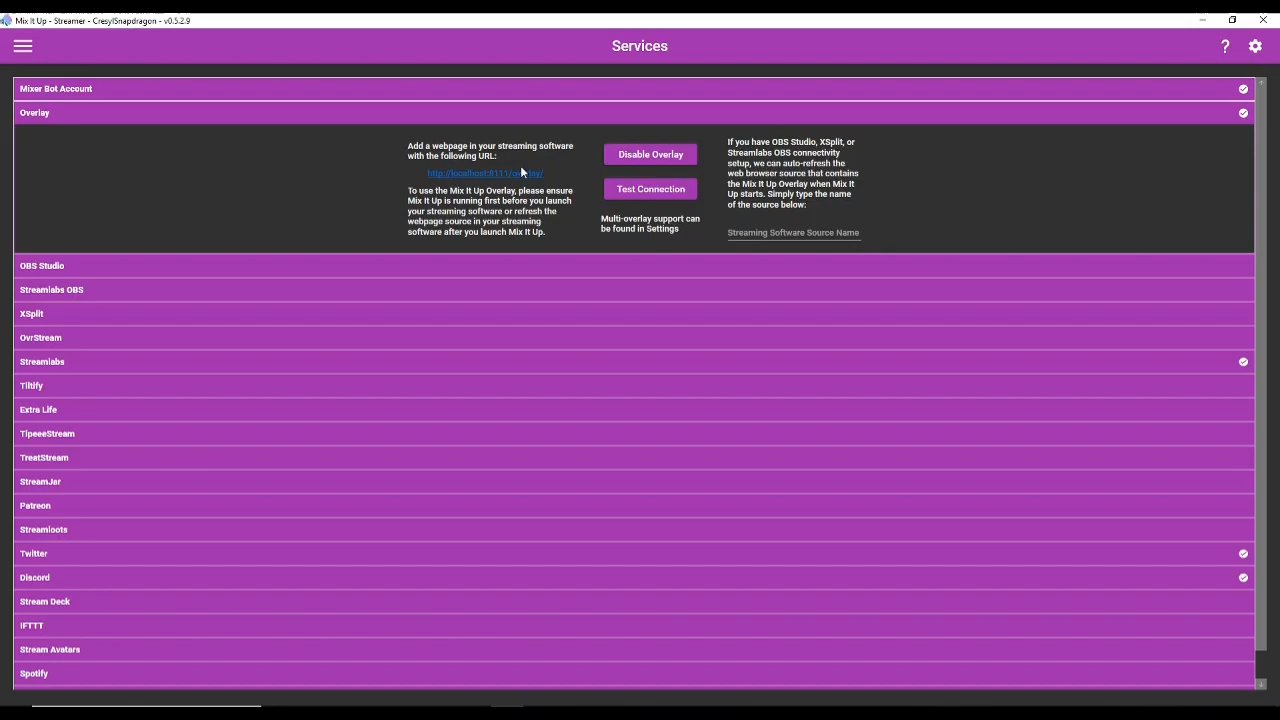 Mix It Up - Streamer - CresylSnapdragon - v0.5.2.9
Services
?
Mixer Bot Account
Overlay
Add a webpage in your streaming software
with the following URL:
http://localhost:8111/overlay/
To use the Mix It Up Overlay, please ensure
Mix It Up is running first before you launch
your streaming software or refresh the
webpage source in your streaming
software after you launch Mix It Up.
Disable Overlay
Test Connection
Multi-overlay support can
be found in Settings
If you have OBS Studio, XSplit, or
Streamlabs OBS connectivity
setup, we can auto-refresh the
web browser source that contains
the Mix It Up Overlay when Mix It
Up starts. Simply type the name
of the source below:
Streaming Software Source Name
OBS Studio
Streamlabs OBS
XSplit
OvrStream
Streamlabs
Tiltify
Extra Life
TipeeeStream
TreatStream
StreamJar
Patreon
Streamloots
Twitter
Discord
Stream Deck
IFTTT
Stream Avatars
Spotify